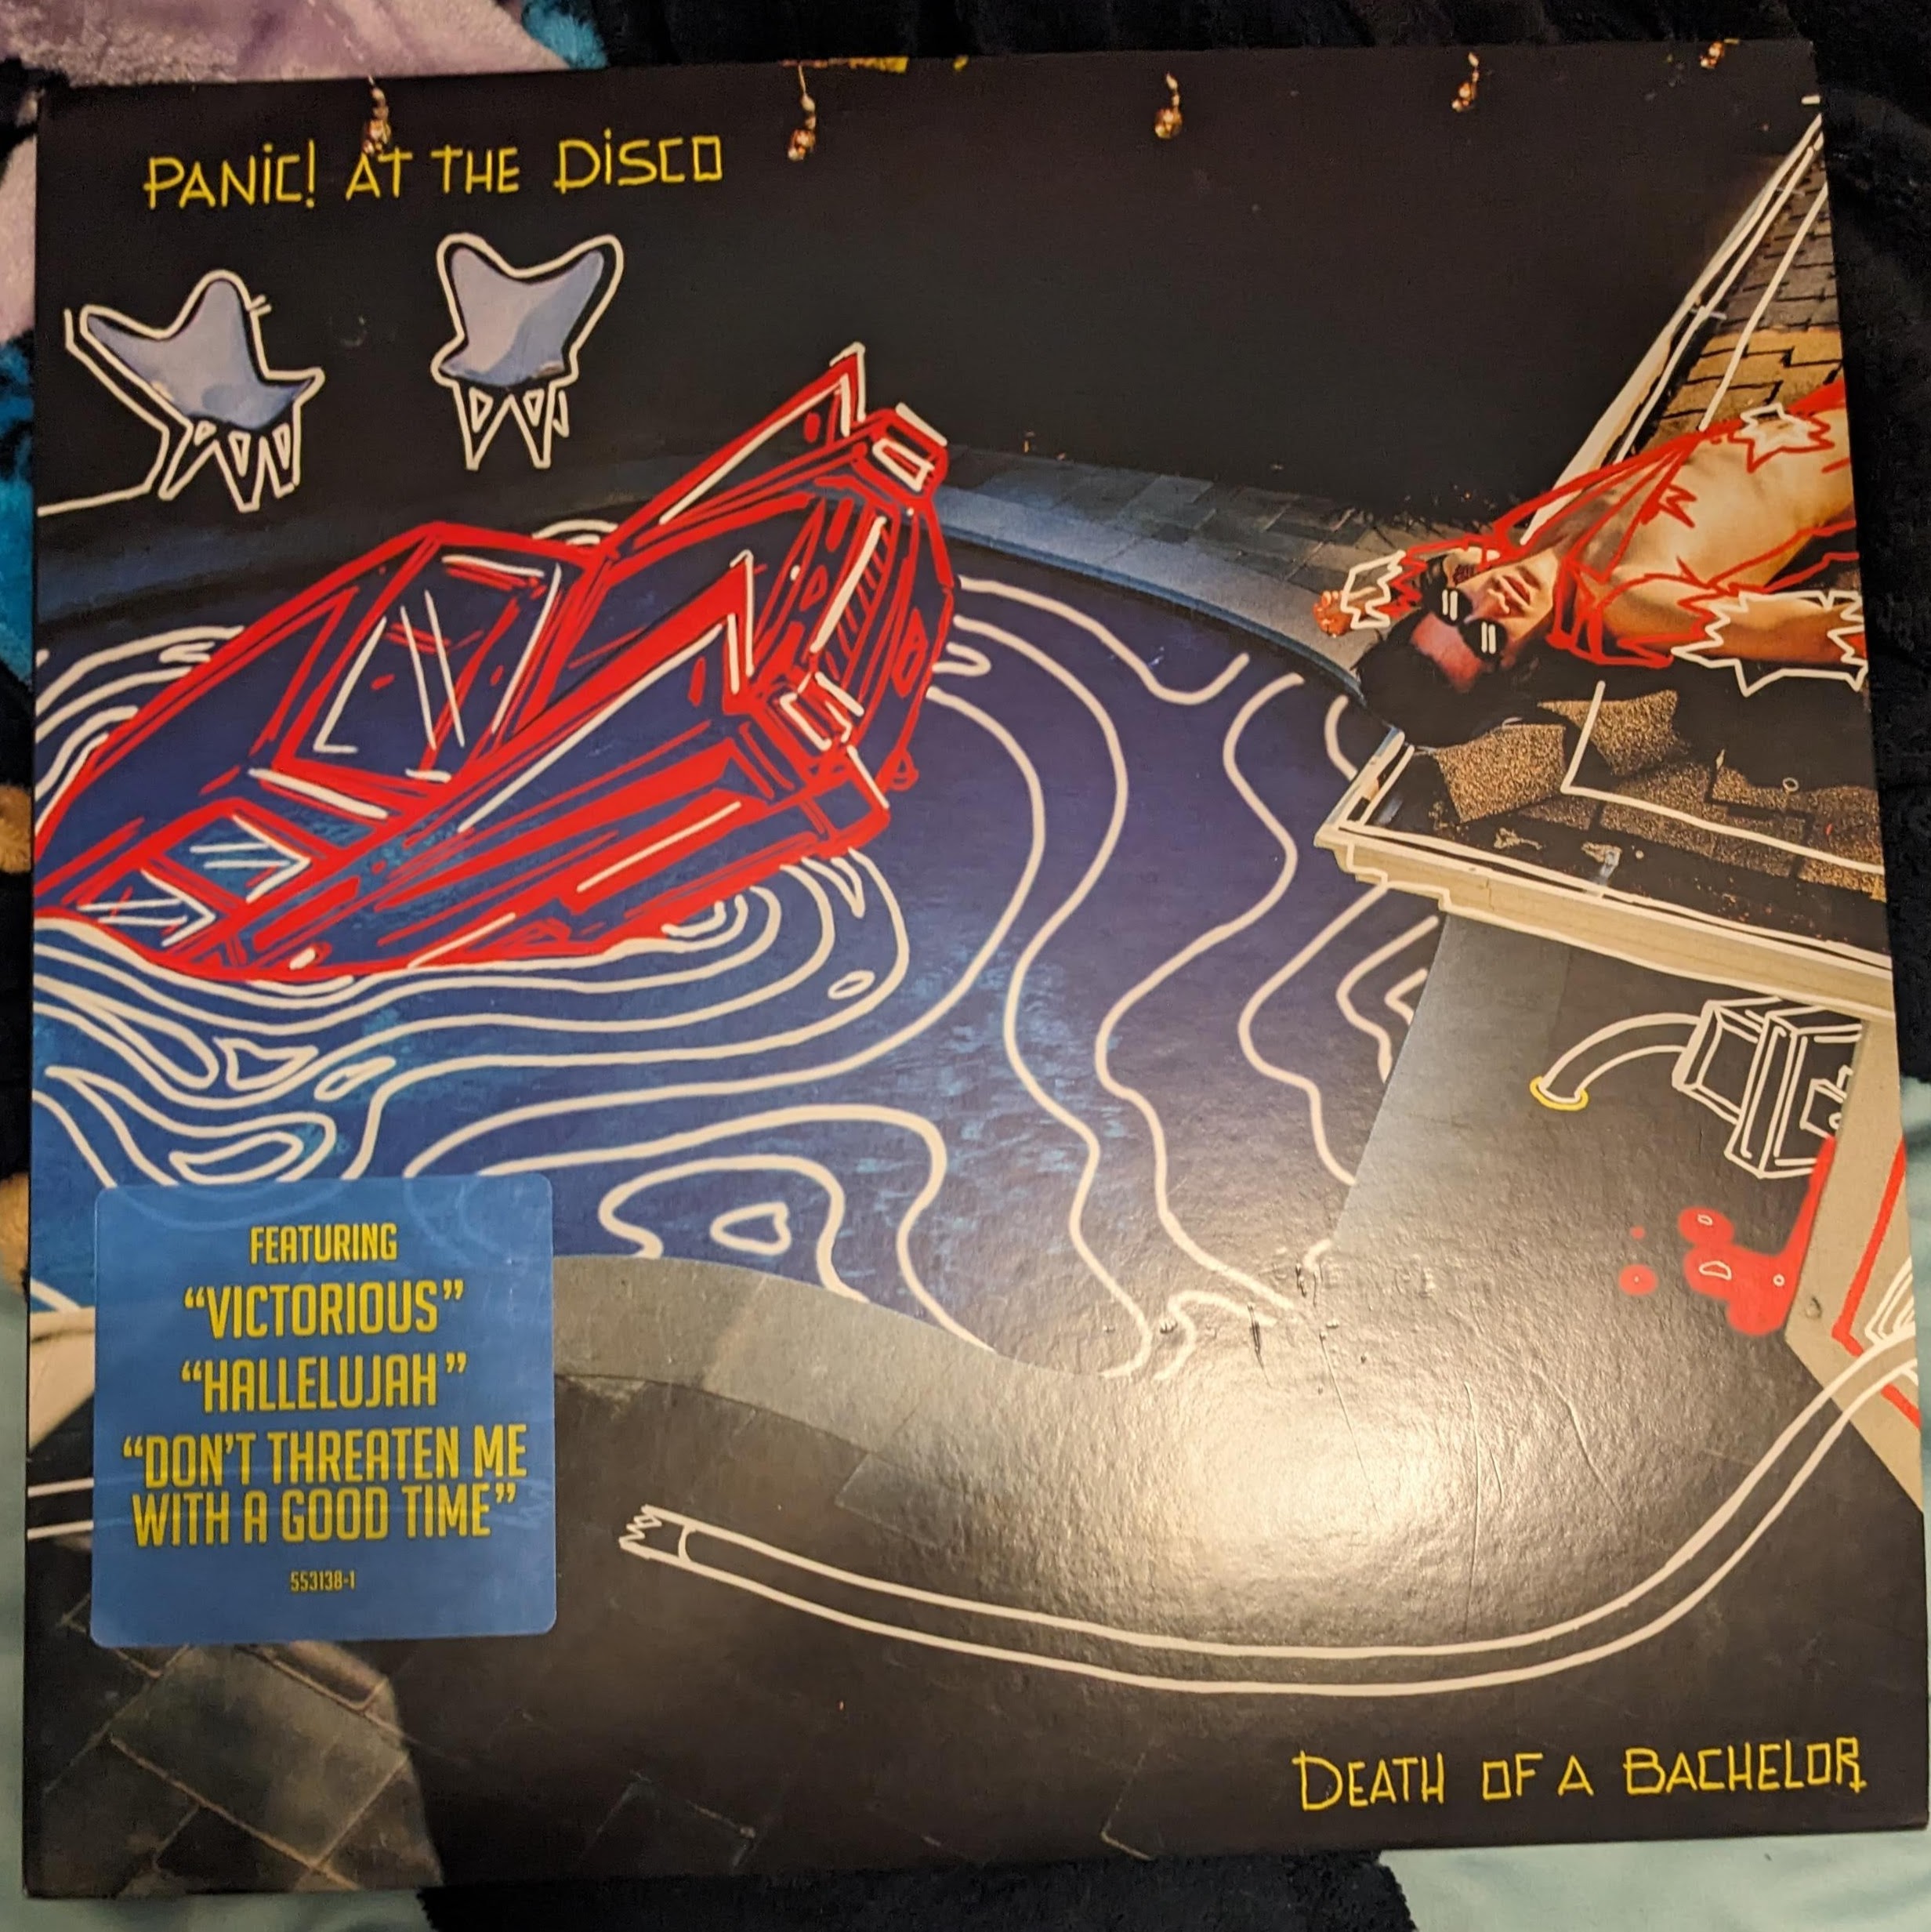 PANIC! AT THE DISCO
FEATURING
“VICTORIOUS”
“HALLELUJAH”
“DON'T THREATEN ME
WITH A GOOD TIME”
553138-1
DEATH OF A BACHELOR